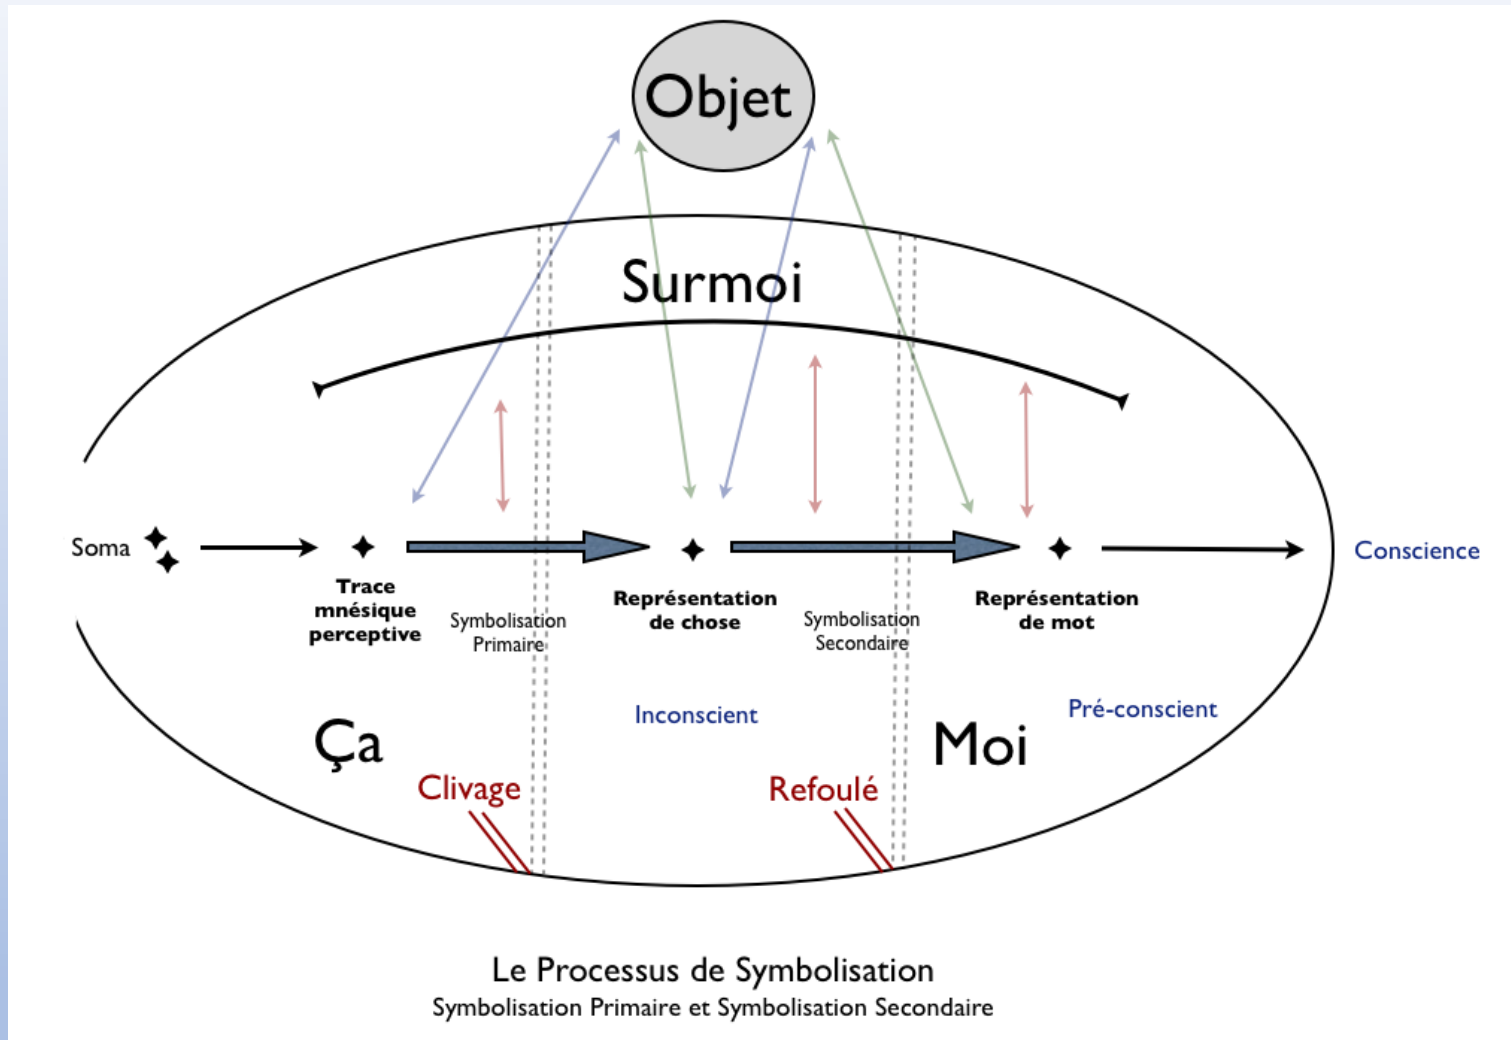 Objet
Surmoi
Soma
Conscience
Trace
mnésique
perceptive
Symbolisation
Primaire
Représentation
de chose
Symbolisation
Secondaire
Représentation
de mot
Inconscient
Pré-conscient
Ça
Moi
Clivage
Refoulé
Le Processus de Symbolisation
Symbolisation Primaire et Symbolisation Secondaire